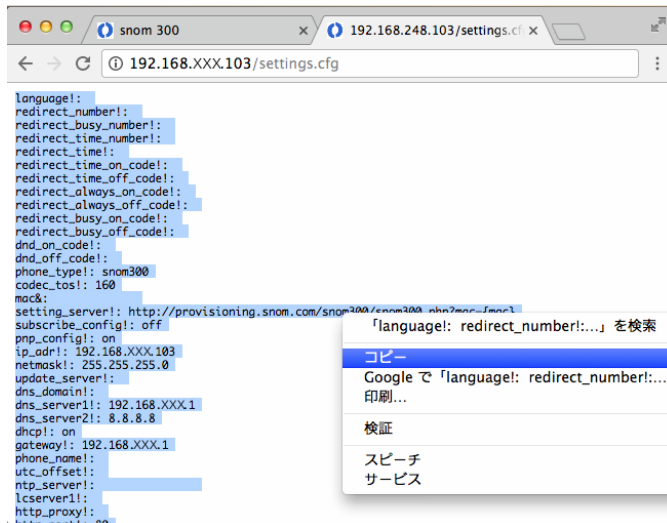 snom 300
192.168.248.103/settings.cf
192.168.XXX.103/settings.cfg
language!:
redirect_number!:
redirect_busy_number!:
redirect_time_number!:
redirect_time!:
redirect_time_on_code!:
redirect_time_off_code!:
redirect_always_on_code!:
redirect_always_off_code!:
redirect_busy_on_code!:
redirect_busy_off_code!:
dnd_on_code!:
dnd_off_code!:
phone_type!: snom300
codec_tos!: 160
mac&:
setting_server!: http://provisioning.snom.com/snom300/snom300.php?mac={mac}
subscribe_config!: off
pnp_config!: on
ip_adr!: 192.168.XXX.103
netmask!: 255.255.255.0
update_server!:
dns_domain!:
dns_server1!: 192.168.XXX.1
dns_server2!: 8.8.8.8
dhcp!: on
gateway!: 192.168.XXX.1
phone_name!:
utc_offset!:
ntp_server!:
lcserver1!:
http_proxy!:
「language!: redirect_number!:...」を検索
コピー
Google で「language!: redirect_number!:...
印刷...
検証
スピーチ
サービス